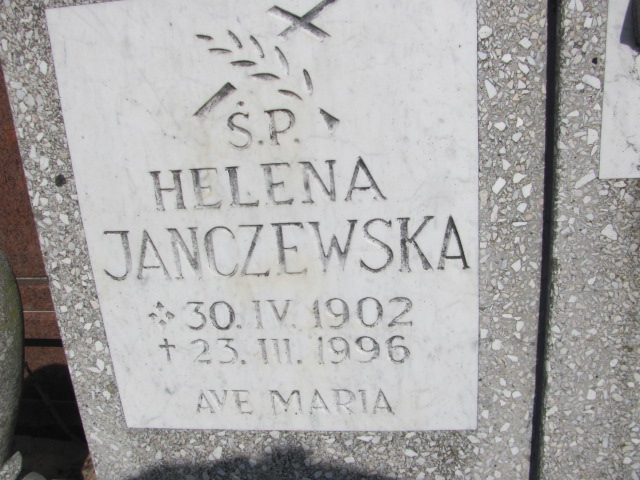 Ś.P.
HELENA
JANCZEWSKA
30. IV. 1902
✝ 23. III. 1996
AVE MARIA